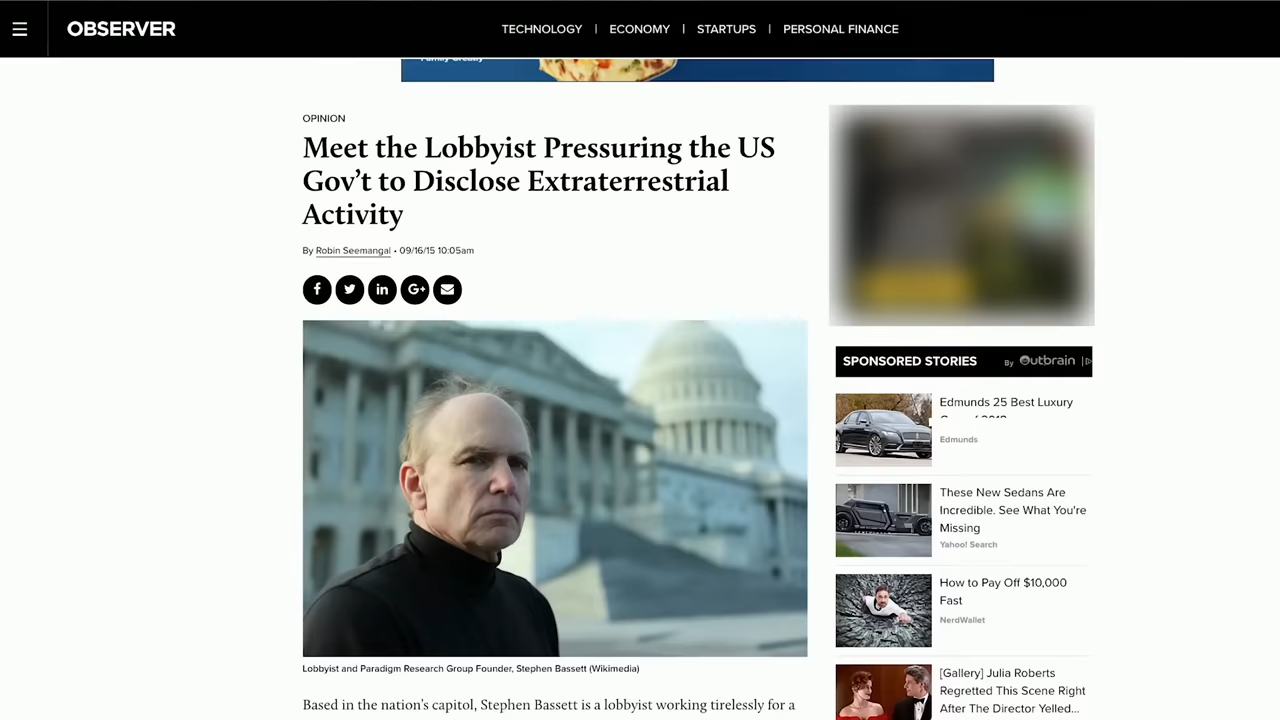 OBSERVER
TECHNOLOGY | ECONOMY | STARTUPS | PERSONAL FINANCE
OPINION
Meet the Lobbyist Pressuring the US
Gov't to Disclose Extraterrestrial
Activity
By Robin Seemangal • 09/16/15 10:05am
f
in
G+
SPONSORED STORIES By Outbrain
Edmunds 25 Best Luxury
Edmunds
These New Sedans Are
Incredible. See What You're
Missing
Yahoo! Search
How to Pay Off $10,000
Fast
NerdWallet
[Gallery] Julia Roberts
Regretted This Scene Right
After The Director Yelled...
Lobbyist and Paradigm Research Group Founder, Stephen Bassett (Wikimedia)
Based in the nation's capitol, Stephen Bassett is a lobbyist working tirelessly for a